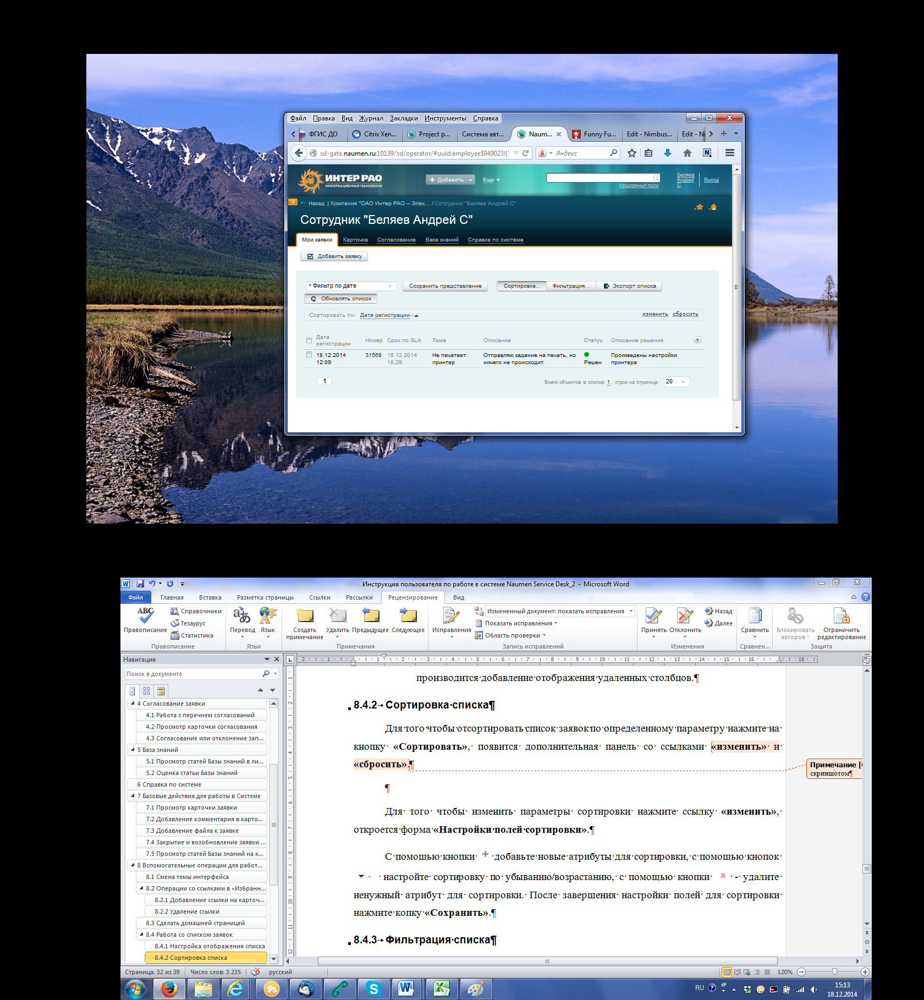 Файл Правка Вид Журнал Закладки Инструменты Справка
ФГИС ДО Citrix Xen... Project p... Система авт... Naum... Funny Fu... Edit - Nimbus... Edit - Ni
sd-gate.naumen.ru:10139/sd/operator/#uuid:employee$949023!{' Яндекс
ИНТЕР РАО
ИНФОРМАЦИОННЫЕ ТЕХНОЛОГИИ
Добавить Еще
Расширенный поиск
Беляев
Андрей
С
Выход
← Назад | Компания "ОАО Интер РАО – Элек... / Сотрудник "Беляев Андрей С"
Сотрудник "Беляев Андрей С"
Мои заявки Карточка Согласование База знаний Справка по системе
Добавить заявку
* Фильтр по дате Сохранить представление Сортировка... Фильтрация... Экспорт списка
Обновлять список
Сортировать по: Дата регистрации изменить сбросить
Дата регистрации Номер Срок по SLA Тема Описание Статус Описание решения
18.12.2014 31568 18.12.2014 Не печатает Отправляю задание на печать, но Произведены настройки
12:09 18:29 принтер ничего не происходит. Решен принтера
1 Всего объектов в списке: 1 , строк на странице: 20
Инструкция пользователя по работе в системе Naumen Service Desk_2 - Microsoft Word
Файл Главная Вставка Разметка страницы Ссылки Рассылки Рецензирование Вид
Правописание
Справочники
Тезаурус
Статистика
Правописание
Перевод Язык
Язык
Создать примечание Удалить Предыдущее Следующее
Примечания
Исправления
Измененный документ: показать исправления
Показать исправления
Область проверки
Запись исправлений
Принять Отклонить
Назад
Далее
Изменения
Сравнить
Сравнен...
Блокировать авторов Ограничить редактирование
Защита
Навигация
Поиск в документе
4 Согласование заявки
4.1 Работа с перечнем согласований
4.2 Просмотр карточки согласования
4.3 Согласование или отклонение зап...
5 База знаний
5.1 Просмотр статей Базы знаний в ли...
5.2 Оценка статьи Базы знаний
6 Справка по системе
7 Базовые действия для работы в Системе
7.1 Просмотр карточки заявки
7.2 Добавление комментария в карто...
7.3 Добавление файла к заявке
7.4 Закрытие и возобновление заявки ...
7.5 Просмотр статей Базы знаний на к...
8 Вспомогательные операции для работ...
8.1 Смена темы интерфейса
8.2 Операции со ссылками в «Избранн...
8.2.1 Добавление ссылки на карточ...
8.2.2 Удаление ссылки
8.3 Сделать домашней страницей
8.4 Работа со списком заявок
8.4.1 Настройка отображения списка
8.4.2 Сортировка списка
производится добавление отображения удаленных столбцов.¶
8.4.2 → Сортировка списка¶
Для того чтобы отсортировать список заявок по определенному параметру нажмите на
кнопку «Сортировать», появится дополнительная панель со ссылками «изменить» и
«сбросить».¶
¶
Для того чтобы изменить параметры сортировки нажмите ссылку «изменить»,
откроется форма «Настройки полей сортировки».¶
С помощью кнопки + добавьте новые атрибуты для сортировки, с помощью кнопок
настройте сортировку по убыванию/возрастанию, с помощью кнопки × - удалите
ненужный атрибут для сортировки. После завершения настройки полей для сортировки
нажмите копку «Сохранить».¶
8.4.3 → Фильтрация списка¶
Примечание [
скриншотом¶
Страница: 32 из 39 Число слов: 3 235 русский 120%
RU 15:13
18.12.2014